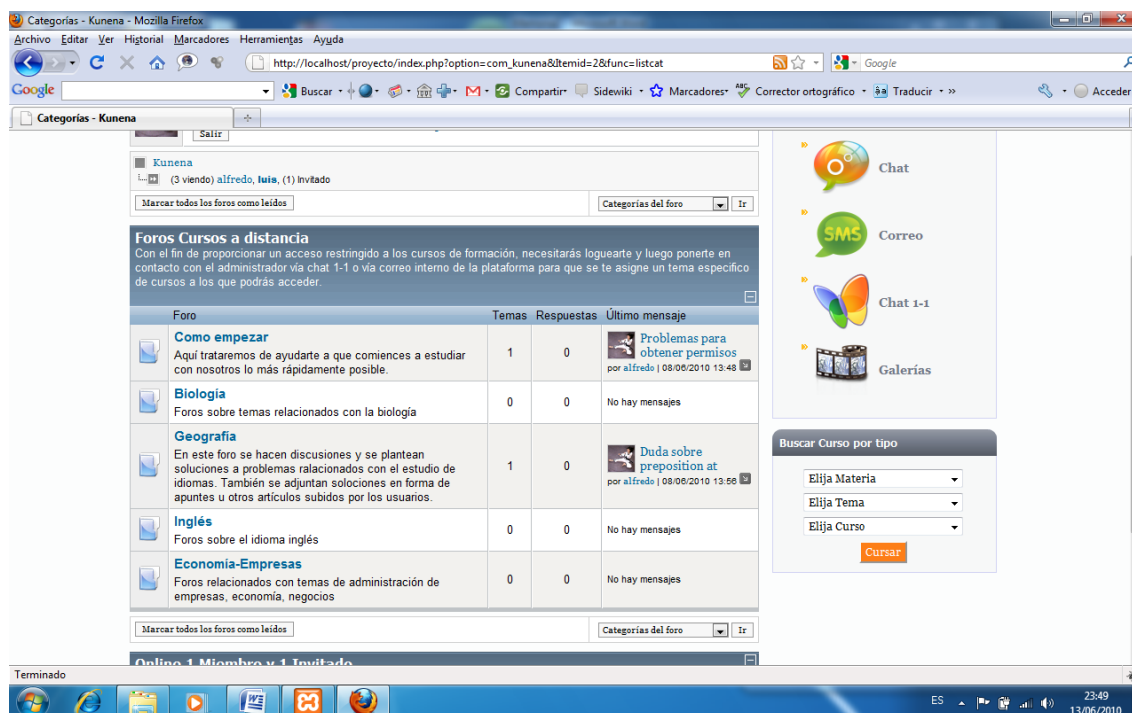 Categorías - Kunena - Mozilla Firefox
Archivo Editar Ver Historial Marcadores Herramientas Ayuda
http://localhost/proyecto/index.php?option=com_kunena&Itemid=2&func=listcat
Google
Google
Buscar
Compartir
Sidewiki
Marcadores
Corrector ortográfico
Traducir
Acceder
Categorías - Kunena
Salir
Kunena
(3 viendo) alfredo, luis, (1) Invitado
Marcar todos los foros como leídos
Categorías del foro
Ir
Foros Cursos a distancia
Con el fin de proporcionar un acceso restringido a los cursos de formación, necesitarás loguearte y luego ponerte en
contacto con el administrador vía chat 1-1 o vía correo interno de la plataforma para que se te asigne un tema especifico
de cursos a los que podrás acceder.
Foro Temas Respuestas Último mensaje
Como empezar
Aquí trataremos de ayudarte a que comiences a estudiar
con nosotros lo más rápidamente posible.
1 0
Problemas para
obtener permisos
por alfredo | 08/06/2010 13:48
Biología
Foros sobre temas relacionados con la biología
0 0 No hay mensajes
Geografía
En este foro se hacen discusiones y se plantean
soluciones a problemas ralacionados con el estudio de
idiomas. También se adjuntan solociones en forma de
apuntes u otros artículos subidos por los usuarios.
1 0
Duda sobre
preposition at
por alfredo | 08/06/2010 13:56
Inglés
Foros sobre el idioma inglés
0 0 No hay mensajes
Economía-Empresas
Foros relacionados con temas de administración de
empresas, economía, negocios
0 0 No hay mensajes
Marcar todos los foros como leídos
Categorías del foro
Ir
Online 1 Miembro y 1 Invitado
Chat
SMS
Correo
Chat 1-1
Galerías
Buscar Curso por tipo
Elija Materia
Elija Tema
Elija Curso
Cursar
Terminado
ES
23:49
13/06/2010